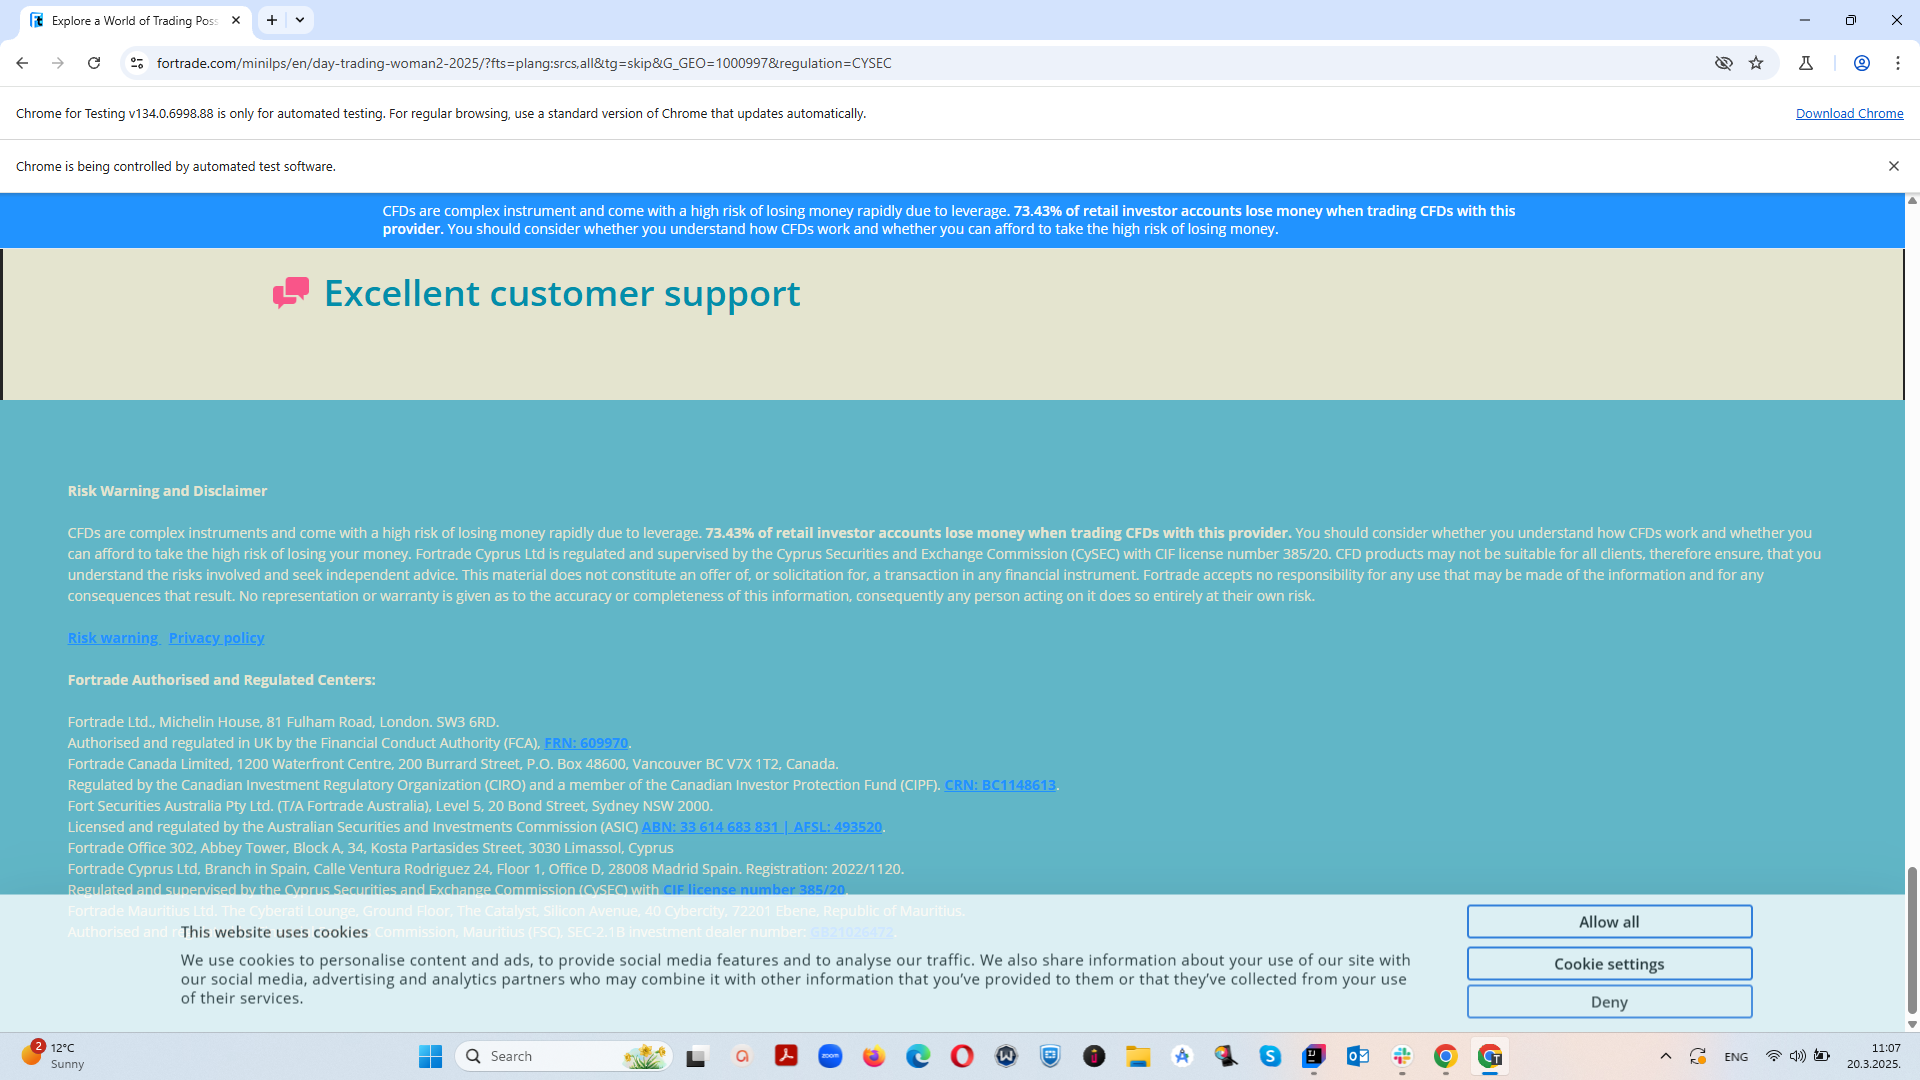 Explore a World of Trading Pos
fortrade.com/minilps/en/day-trading-woman2-2025/?fts=plang:srcs,all&tg=skip&G_GEO=1000997&regulation=CYSEC
Chrome for Testing v134.0.6998.88 is only for automated testing. For regular browsing, use a standard version of Chrome that updates automatically.
Download Chrome
Chrome is being controlled by automated test software.
CFDs are complex instrument and come with a high risk of losing money rapidly due to leverage. 73.43% of retail investor accounts lose money when trading CFDs with this
provider. You should consider whether you understand how CFDs work and whether you can afford to take the high risk of losing money.
Excellent customer support
Risk Warning and Disclaimer
CFDs are complex instruments and come with a high risk of losing money rapidly due to leverage. 73.43% of retail investor accounts lose money when trading CFDs with this provider. You should consider whether you understand how CFDs work and whether you
can afford to take the high risk of losing your money. Fortrade Cyprus Ltd is regulated and supervised by the Cyprus Securities and Exchange Commission (CySEC) with CIF license number 385/20. CFD products may not be suitable for all clients, therefore ensure, that you
understand the risks involved and seek independent advice. This material does not constitute an offer of, or solicitation for, a transaction in any financial instrument. Fortrade accepts no responsibility for any use that may be made of the information and for any
consequences that result. No representation or warranty is given as to the accuracy or completeness of this information, consequently any person acting on it does so entirely at their own risk.
Risk warning Privacy policy
Fortrade Authorised and Regulated Centers:
Fortrade Ltd., Michelin House, 81 Fulham Road, London. SW3 6RD.
Authorised and regulated in UK by the Financial Conduct Authority (FCA), FRN: 609970.
Fortrade Canada Limited, 1200 Waterfront Centre, 200 Burrard Street, P.O. Box 48600, Vancouver BC V7X 1T2, Canada.
Regulated by the Canadian Investment Regulatory Organization (CIRO) and a member of the Canadian Investor Protection Fund (CIPF). CRN: BC1148613.
Fort Securities Australia Pty Ltd. (T/A Fortrade Australia), Level 5, 20 Bond Street, Sydney NSW 2000.
Licensed and regulated by the Australian Securities and Investments Commission (ASIC) ABN: 33 614 683 831 | AFSL: 493520.
Fortrade Office 302, Abbey Tower, Block A, 34, Kosta Partasides Street, 3030 Limassol, Cyprus
Fortrade Cyprus Ltd, Branch in Spain, Calle Ventura Rodriguez 24, Floor 1, Office D, 28008 Madrid Spain. Registration: 2022/1120.
Regulated and supervised by the Cyprus Securities and Exchange Commission (CySEC) with CIF license number 385/20.
Fortrade Mauritius Ltd. The Cyberati Lounge, Ground Floor, The Catalyst, Silicon Avenue, 40 Cybercity, 72201 Ebene, Republic of Mauritius.
Authorised and Commission, Mauritius (FSC), SEC-2.1B investment dealer number: GB21026472.
This website uses cookies
We use cookies to personalise content and ads, to provide social media features and to analyse our traffic. We also share information about your use of our site with
our social media, advertising and analytics partners who may combine it with other information that you've provided to them or that they've collected from your use
of their services.
Allow all
Cookie settings
Deny
2
12°C
Sunny
Search
zoom
ENG
11:07
20.3.2025.